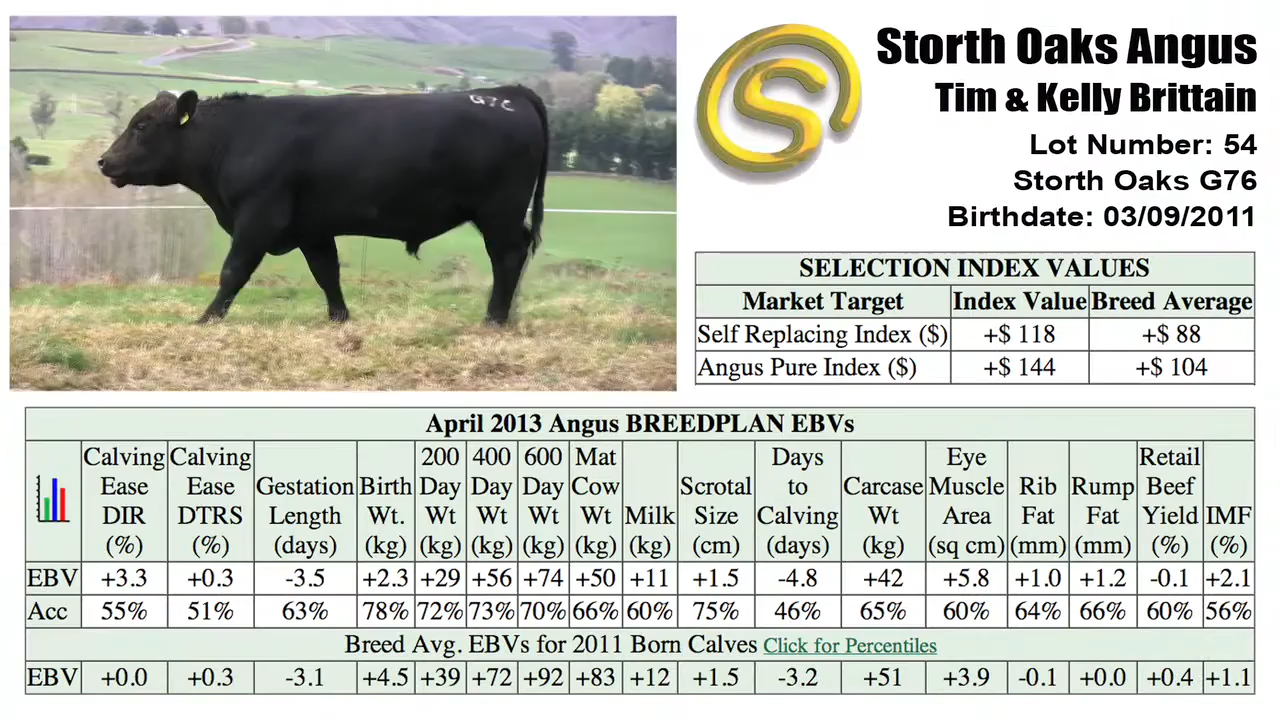 Storth Oaks Angus
Tim & Kelly Brittain
Lot Number: 54
Storth Oaks G76
Birthdate: 03/09/2011
G76
SELECTION INDEX VALUES
Market Target Index Value Breed Average
Self Replacing Index ($) +$ 118 +$ 88
Angus Pure Index ($) +$ 144 +$ 104
April 2013 Angus BREEDPLAN EBVs
Calving Ease DIR (%) Calving Ease DTRS (%) Gestation Length (days) Birth Wt. (kg) 200 Day Wt (kg) 400 Day Wt (kg) 600 Day Wt (kg) Mat Cow Wt (kg) Milk (kg) Scrotal Size (cm) Days to Calving (days) Carcase Wt (kg) Eye Muscle Area (sq cm) Rib Fat (mm) Rump Fat (mm) Retail Beef Yield (%) IMF (%)
EBV +3.3 +0.3 -3.5 +2.3 +29 +56 +74 +50 +11 +1.5 -4.8 +42 +5.8 +1.0 +1.2 -0.1 +2.1
Acc 55% 51% 63% 78% 72% 73% 70% 66% 60% 75% 46% 65% 60% 64% 66% 60% 56%
Breed Avg. EBVs for 2011 Born Calves Click for Percentiles
EBV +0.0 +0.3 -3.1 +4.5 +39 +72 +92 +83 +12 +1.5 -3.2 +51 +3.9 -0.1 +0.0 +0.4 +1.1